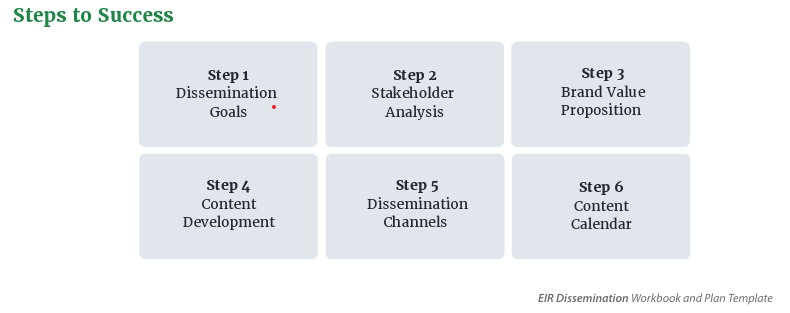 Steps to Success
Step 1
Dissemination
Goals
Step 2
Stakeholder
Analysis
Step 3
Brand Value
Proposition
Step 4
Content
Development
Step 5
Dissemination
Channels
Step 6
Content
Calendar
EIR Dissemination Workbook and Plan Template